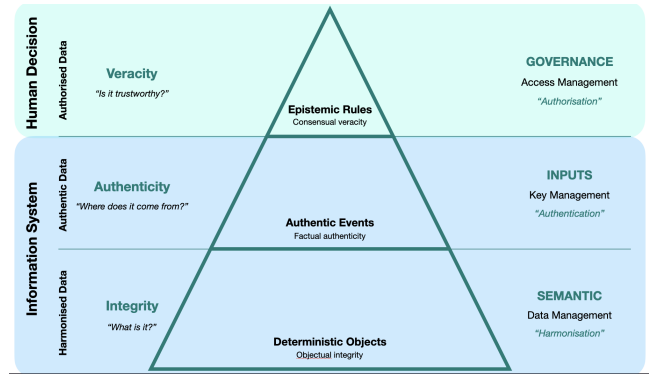 Human Decision
Authorised Data
Veracity
“Is it trustworthy?”
Epistemic Rules
Consensual veracity
GOVERNANCE
Access Management
“Authorisation”
Information System
Authentic Data
Authenticity
“Where does it come from?”
Authentic Events
Factual authenticity
INPUTS
Key Management
“Authentication”
Harmonised Data
Integrity
“What is it?”
Deterministic Objects
Objectual integrity
SEMANTIC
Data Management
“Harmonisation”